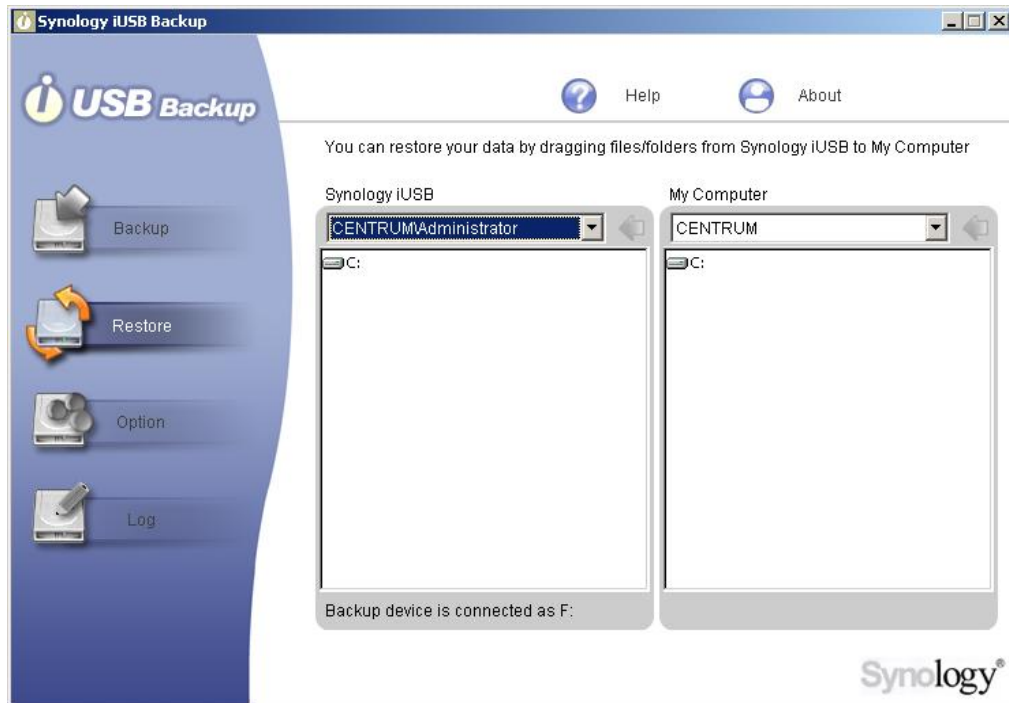 Synology iUSB Backup
i USB Backup
Help
About
You can restore your data by dragging files/folders from Synology iUSB to My Computer
Synology iUSB
My Computer
CENTRUM\Administrator
CENTRUM
C:
C:
Backup
Restore
Option
Log
Backup device is connected as F:
Synology®